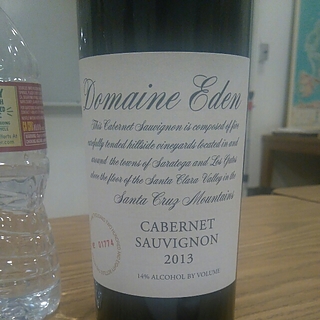 Domaine Eden
This Cabernet Sauvignon is composed of five
carefully tended hillside vineyards located in and
around the towns of Saratoga and Los Gatos
over the floor of the Santa Clara Valley in the
Santa Cruz Mountains
CABERNET
SAUVIGNON
2013
14% ALCOHOL BY VOLUME